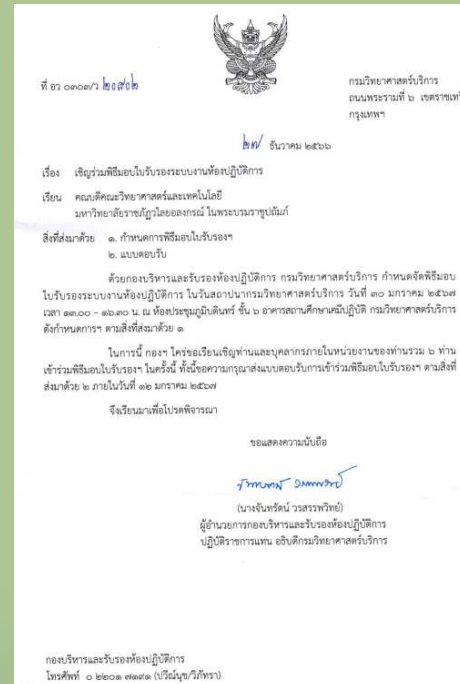 ที่ อว ๐๓๐๓/ว ๒๐๙๐๒
กรมวิทยาศาสตร์บริการ
ถนนพระรามที่ ๖ เขตราชเทวี
กรุงเทพฯ
๒๗ ธันวาคม ๒๕๖๖
เรื่อง เชิญร่วมพิธีมอบใบรับรองระบบงานห้องปฏิบัติการ
เรียน คณบดีคณะวิทยาศาสตร์และเทคโนโลยี
มหาวิทยาลัยราชภัฏวไลยอลงกรณ์ ในพระบรมราชูปถัมภ์
สิ่งที่ส่งมาด้วย ๑. กำหนดการพิธีมอบใบรับรองฯ
๒. แบบตอบรับ
ด้วยกองบริหารและรับรองห้องปฏิบัติการ กรมวิทยาศาสตร์บริการ กำหนดจัดพิธีมอบ
ใบรับรองระบบงานห้องปฏิบัติการ ในวันสถาปนากรมวิทยาศาสตร์บริการ วันที่ ๓๐ มกราคม ๒๕๖๗
เวลา ๑๓.๐๐ – ๑๖.๓๐ น. ณ ห้องประชุมภูมิบดินทร์ ชั้น ๖ อาคารสถานศึกษาเคมีปฏิบัติ กรมวิทยาศาสตร์บริการ
ดังกำหนดการฯ ตามสิ่งที่ส่งมาด้วย ๑
ในการนี้ กองฯ ใคร่ขอเรียนเชิญท่านและบุคลากรภายในหน่วยงานของท่านรวม ๖ ท่าน
เข้าร่วมพิธีมอบใบรับรองฯ ในครั้งนี้ ทั้งนี้ขอความกรุณาส่งแบบตอบรับการเข้าร่วมพิธีมอบใบรับรองฯ ตามสิ่งที่
ส่งมาด้วย ๒ ภายในวันที่ ๑๒ มกราคม ๒๕๖๗
จึงเรียนมาเพื่อโปรดพิจารณา
ขอแสดงความนับถือ
(นางจันทรัตน์ วรสรรพวิทย์)
ผู้อำนวยการกองบริหารและรับรองห้องปฏิบัติการ
ปฏิบัติราชการแทน อธิบดีกรมวิทยาศาสตร์บริการ
กองบริหารและรับรองห้องปฏิบัติการ
โทรศัพท์ ๐ ๒๒๐๑ ๗๑๙๑ (ปวีณ์นุช/วิภัทรา)